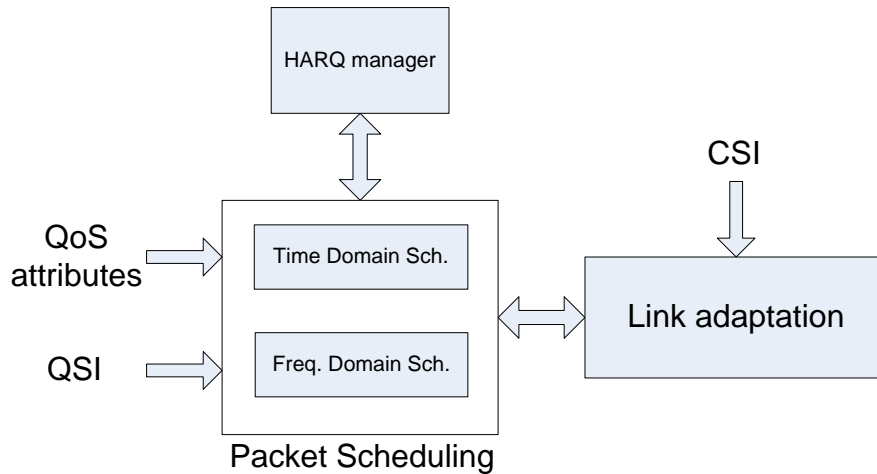 HARQ manager
CSI
QoS
attributes
Time Domain Sch.
Link adaptation
QSI
Freq. Domain Sch.
Packet Scheduling